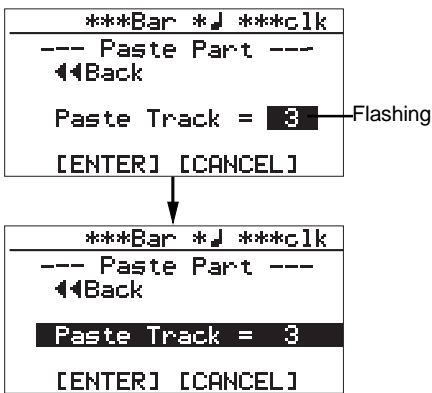 ***Bar *♩ ***clk
--- Paste Part ---
◀◀Back
Paste Track = 3
Flashing
[ENTER] [CANCEL]
***Bar *♩ ***clk
--- Paste Part ---
◀◀Back
Paste Track = 3
[ENTER] [CANCEL]